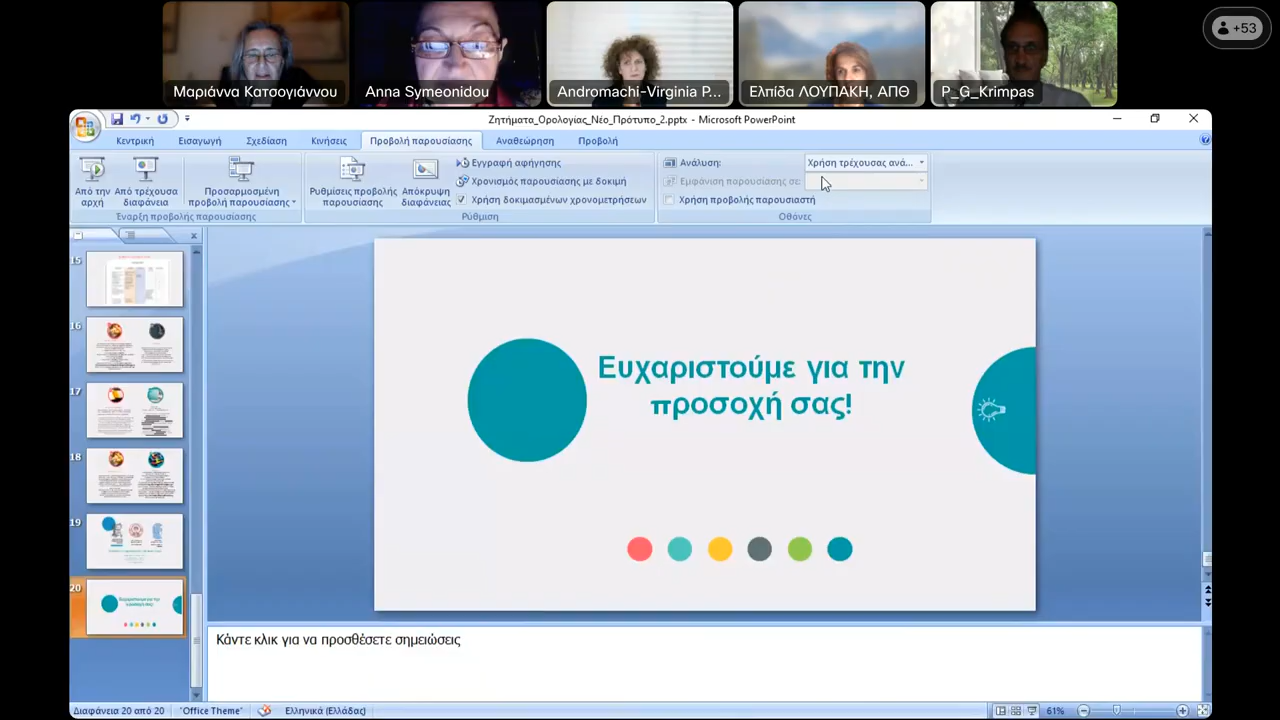 +53
Μαριάννα Κατσογιάννου
Anna Symeonidou
Andromachi-Virginia P...
Ελπίδα ΛΟΥΠΑΚΗ, ΑΠΘ
P_G_Krimpas
Ζητήματα_Ορολογίας_Νέο_Πρότυπο_2.pptx - Microsoft PowerPoint
Κεντρική Εισαγωγή Σχεδίαση Κινήσεις Προβολή παρουσίασης Αναθεώρηση Προβολή
Από την αρχή
Από τρέχουσα διαφάνεια
Προσαρμοσμένη προβολή παρουσίασης
Έναρξη προβολής παρουσίασης
Ρυθμίσεις προβολής παρουσίασης
Απόκρυψη διαφάνειας
Εγγραφή αφήγησης
Χρονισμός παρουσίασης με δοκιμή
Χρήση δοκιμασμένων χρονομετρήσεων
Ρύθμιση
Ανάλυση: Χρήση τρέχουσας ανά...
Εμφάνιση παρουσίασης σε:
Χρήση προβολής παρουσιαστή
Οθόνες
15
16
17
18
19
20
Ευχαριστούμε για την
προσοχή σας!
Κάντε κλικ για να προσθέσετε σημειώσεις
Διαφάνεια 20 από 20 "Office Theme" Ελληνικά (Ελλάδας) 61%